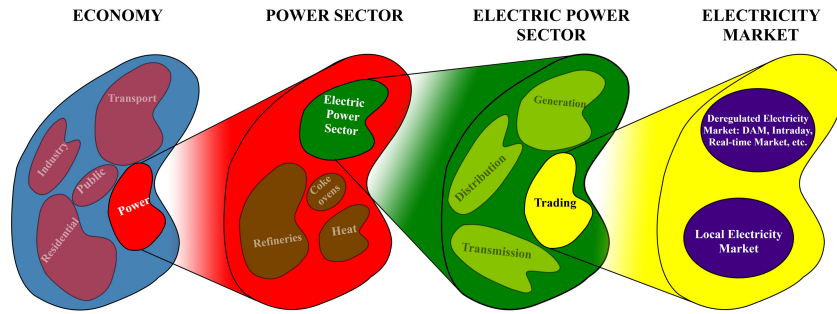 ECONOMY
POWER SECTOR
ELECTRIC POWER
SECTOR
ELECTRICITY
MARKET
Transport
Industry
Public
Power
Residential
Electric
Power
Sector
Coke
ovens
Refineries
Heat
Generation
Distribution
Trading
Transmission
Deregulated Electricity
Market: DAM, Intraday,
Real-time Market, etc.
Local Electricity
Market